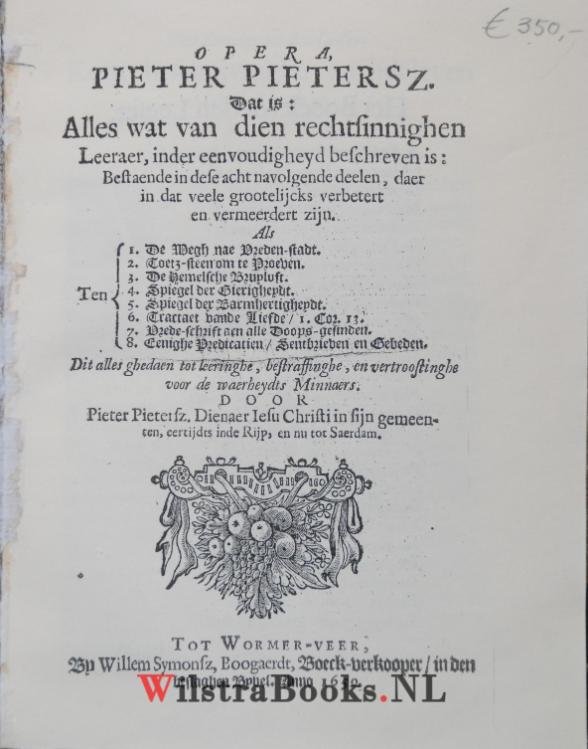 € 350,-
OPERA,
PIETER PIETERSZ.
Dat is:
Alles wat van dien rechtsinnighen
Leeraer, inder eenvoudigheyd beschreven is:
Bestaende in dese acht navolgende deelen, daer
in dat veele grootelijcks verbetert
en vermeerdert zijn.
Als
Ten
1. De Wegh nae Vreden-stadt.
2. Toetz-steen om te Proeven.
3. De Hemelsche Bruyluft.
4. Spiegel der Gierigheydt.
5. Spiegel der Barmhertigheydt.
6. Tractaet vande Liefde / 1. Cor. 13.
7. Vrede-schrift aen alle Doops-gesinden.
8. Eenighe Predicatien / Sentbrieven en Gebeden.
Dit alles ghedaen tot leeringhe, bestraffinghe, en vertroostinghe
voor de waerheydts Minnaers.
DOOR
Pieter Pietersz. Dienaer Iesu Christi in sijn gemeen-
ten, eertijdts inde Rijp, en nu tot Saerdam.
TOT WORMER-VEER,
By Willem Symonsz, Boogaerdt, Boeck-verkooper / in den
Bybel. Anno
WilstraBooks.NL